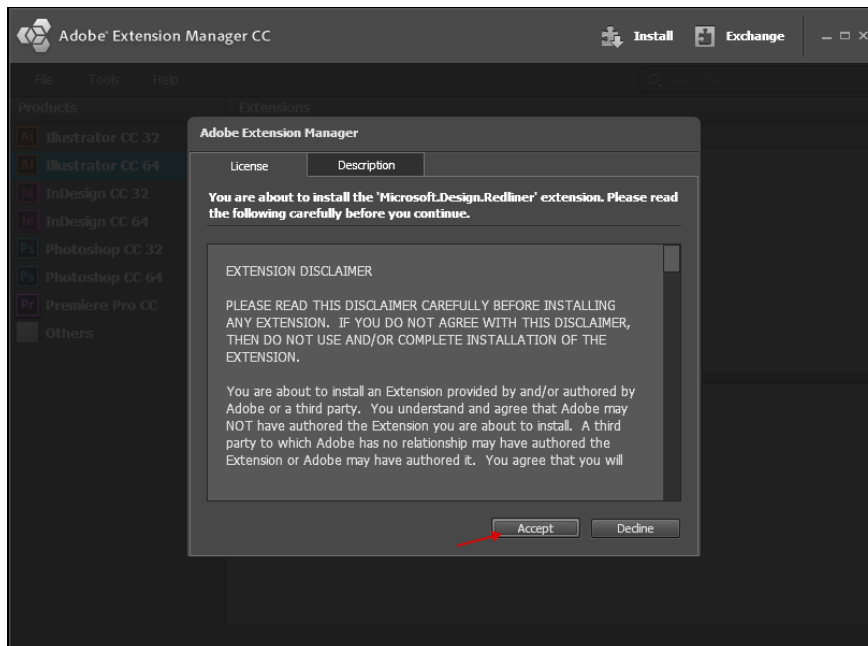 Adobe® Extension Manager CC
Install
Exchange
File Tools Help
Products
Extensions
Ai Illustrator CC 32
Ai Illustrator CC 64
Id InDesign CC 32
Id InDesign CC 64
Ps Photoshop CC 32
Ps Photoshop CC 64
Pr Premiere Pro CC
Others
Adobe Extension Manager
License
Description
You are about to install the 'Microsoft.Design.Redliner' extension. Please read
the following carefully before you continue.
EXTENSION DISCLAIMER
PLEASE READ THIS DISCLAIMER CAREFULLY BEFORE INSTALLING
ANY EXTENSION. IF YOU DO NOT AGREE WITH THIS DISCLAIMER,
THEN DO NOT USE AND/OR COMPLETE INSTALLATION OF THE
EXTENSION.
You are about to install an Extension provided by and/or authored by
Adobe or a third party. You understand and agree that Adobe may
NOT have authored the Extension you are about to install. A third
party to which Adobe has no relationship may have authored the
Extension or Adobe may have authored it. You agree that you will
Accept
Decline